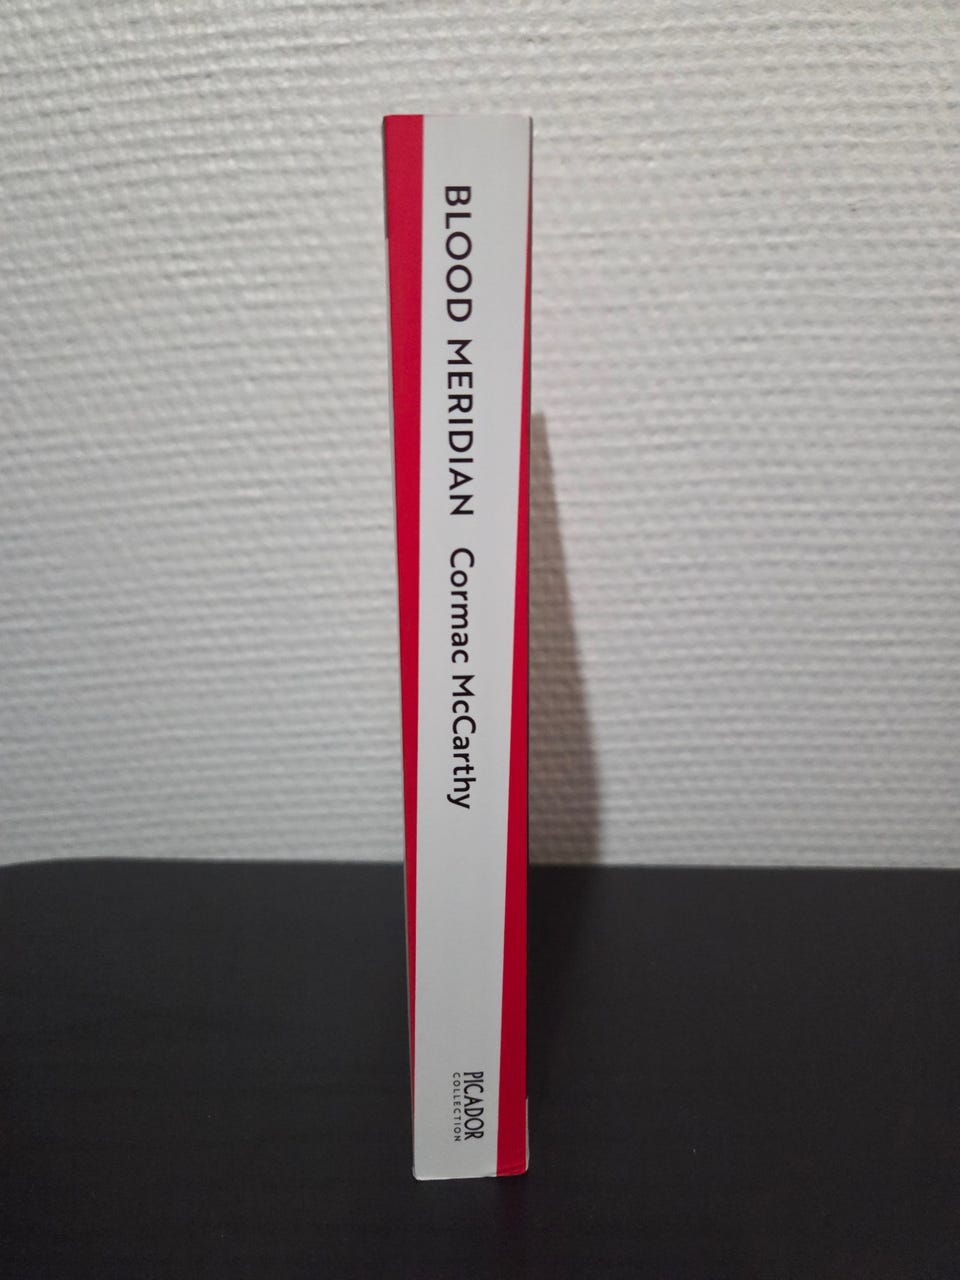 BLOOD MERIDIAN Cormac McCarthy
PICADOR
COLLECTION